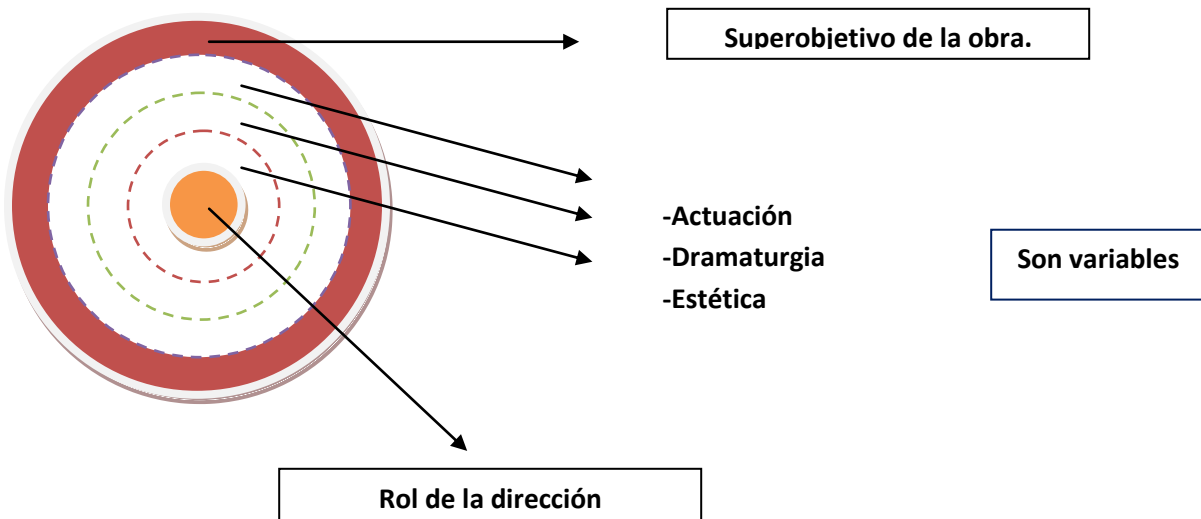 Superobjetivo de la obra.
-Actuación
-Dramaturgia
-Estética
Son variables
Rol de la dirección